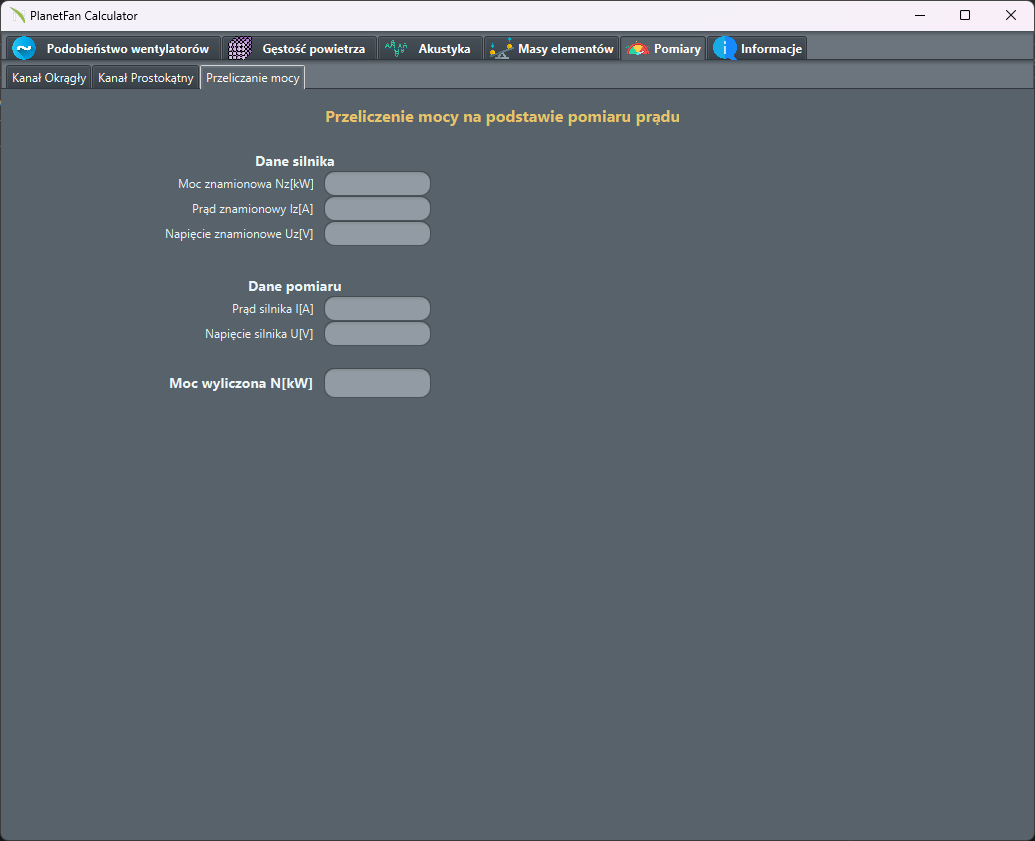 PlanetFan Calculator
Podobieństwo wentylatorów Gęstość powietrza Akustyka Masy elementów Pomiary Informacje
Kanał Okrągły Kanał Prostokątny Przeliczanie mocy
Przeliczenie mocy na podstawie pomiaru prądu
Dane silnika
Moc znamionowa Nz[kW]
Prąd znamionowy Iz[A]
Napięcie znamionowe Uz[V]
Dane pomiaru
Prąd silnika I[A]
Napięcie silnika U[V]
Moc wyliczona N[kW]